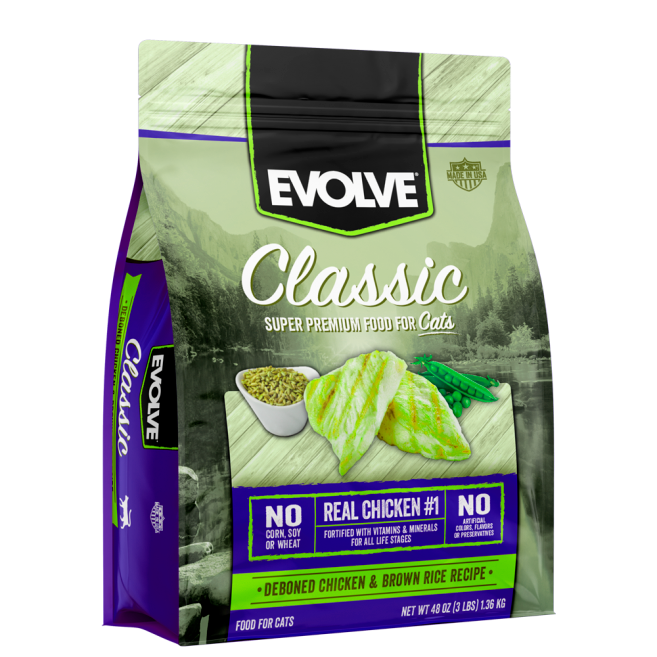 EVOLVE®
MADE IN USA
Classic
SUPER PREMIUM FOOD FOR Cats
NO
CORN, SOY
OR WHEAT
REAL CHICKEN #1
FORTIFIED WITH VITAMINS & MINERALS
FOR ALL LIFE STAGES
NO
ARTIFICIAL
COLORS, FLAVORS
OR PRESERVATIVES
•DEBONED CHICKEN & BROWN RICE RECIPE•
NET WT 48 OZ (3 LBS) 1.36 KG
FOOD FOR CATS
EVOLVE
Classic